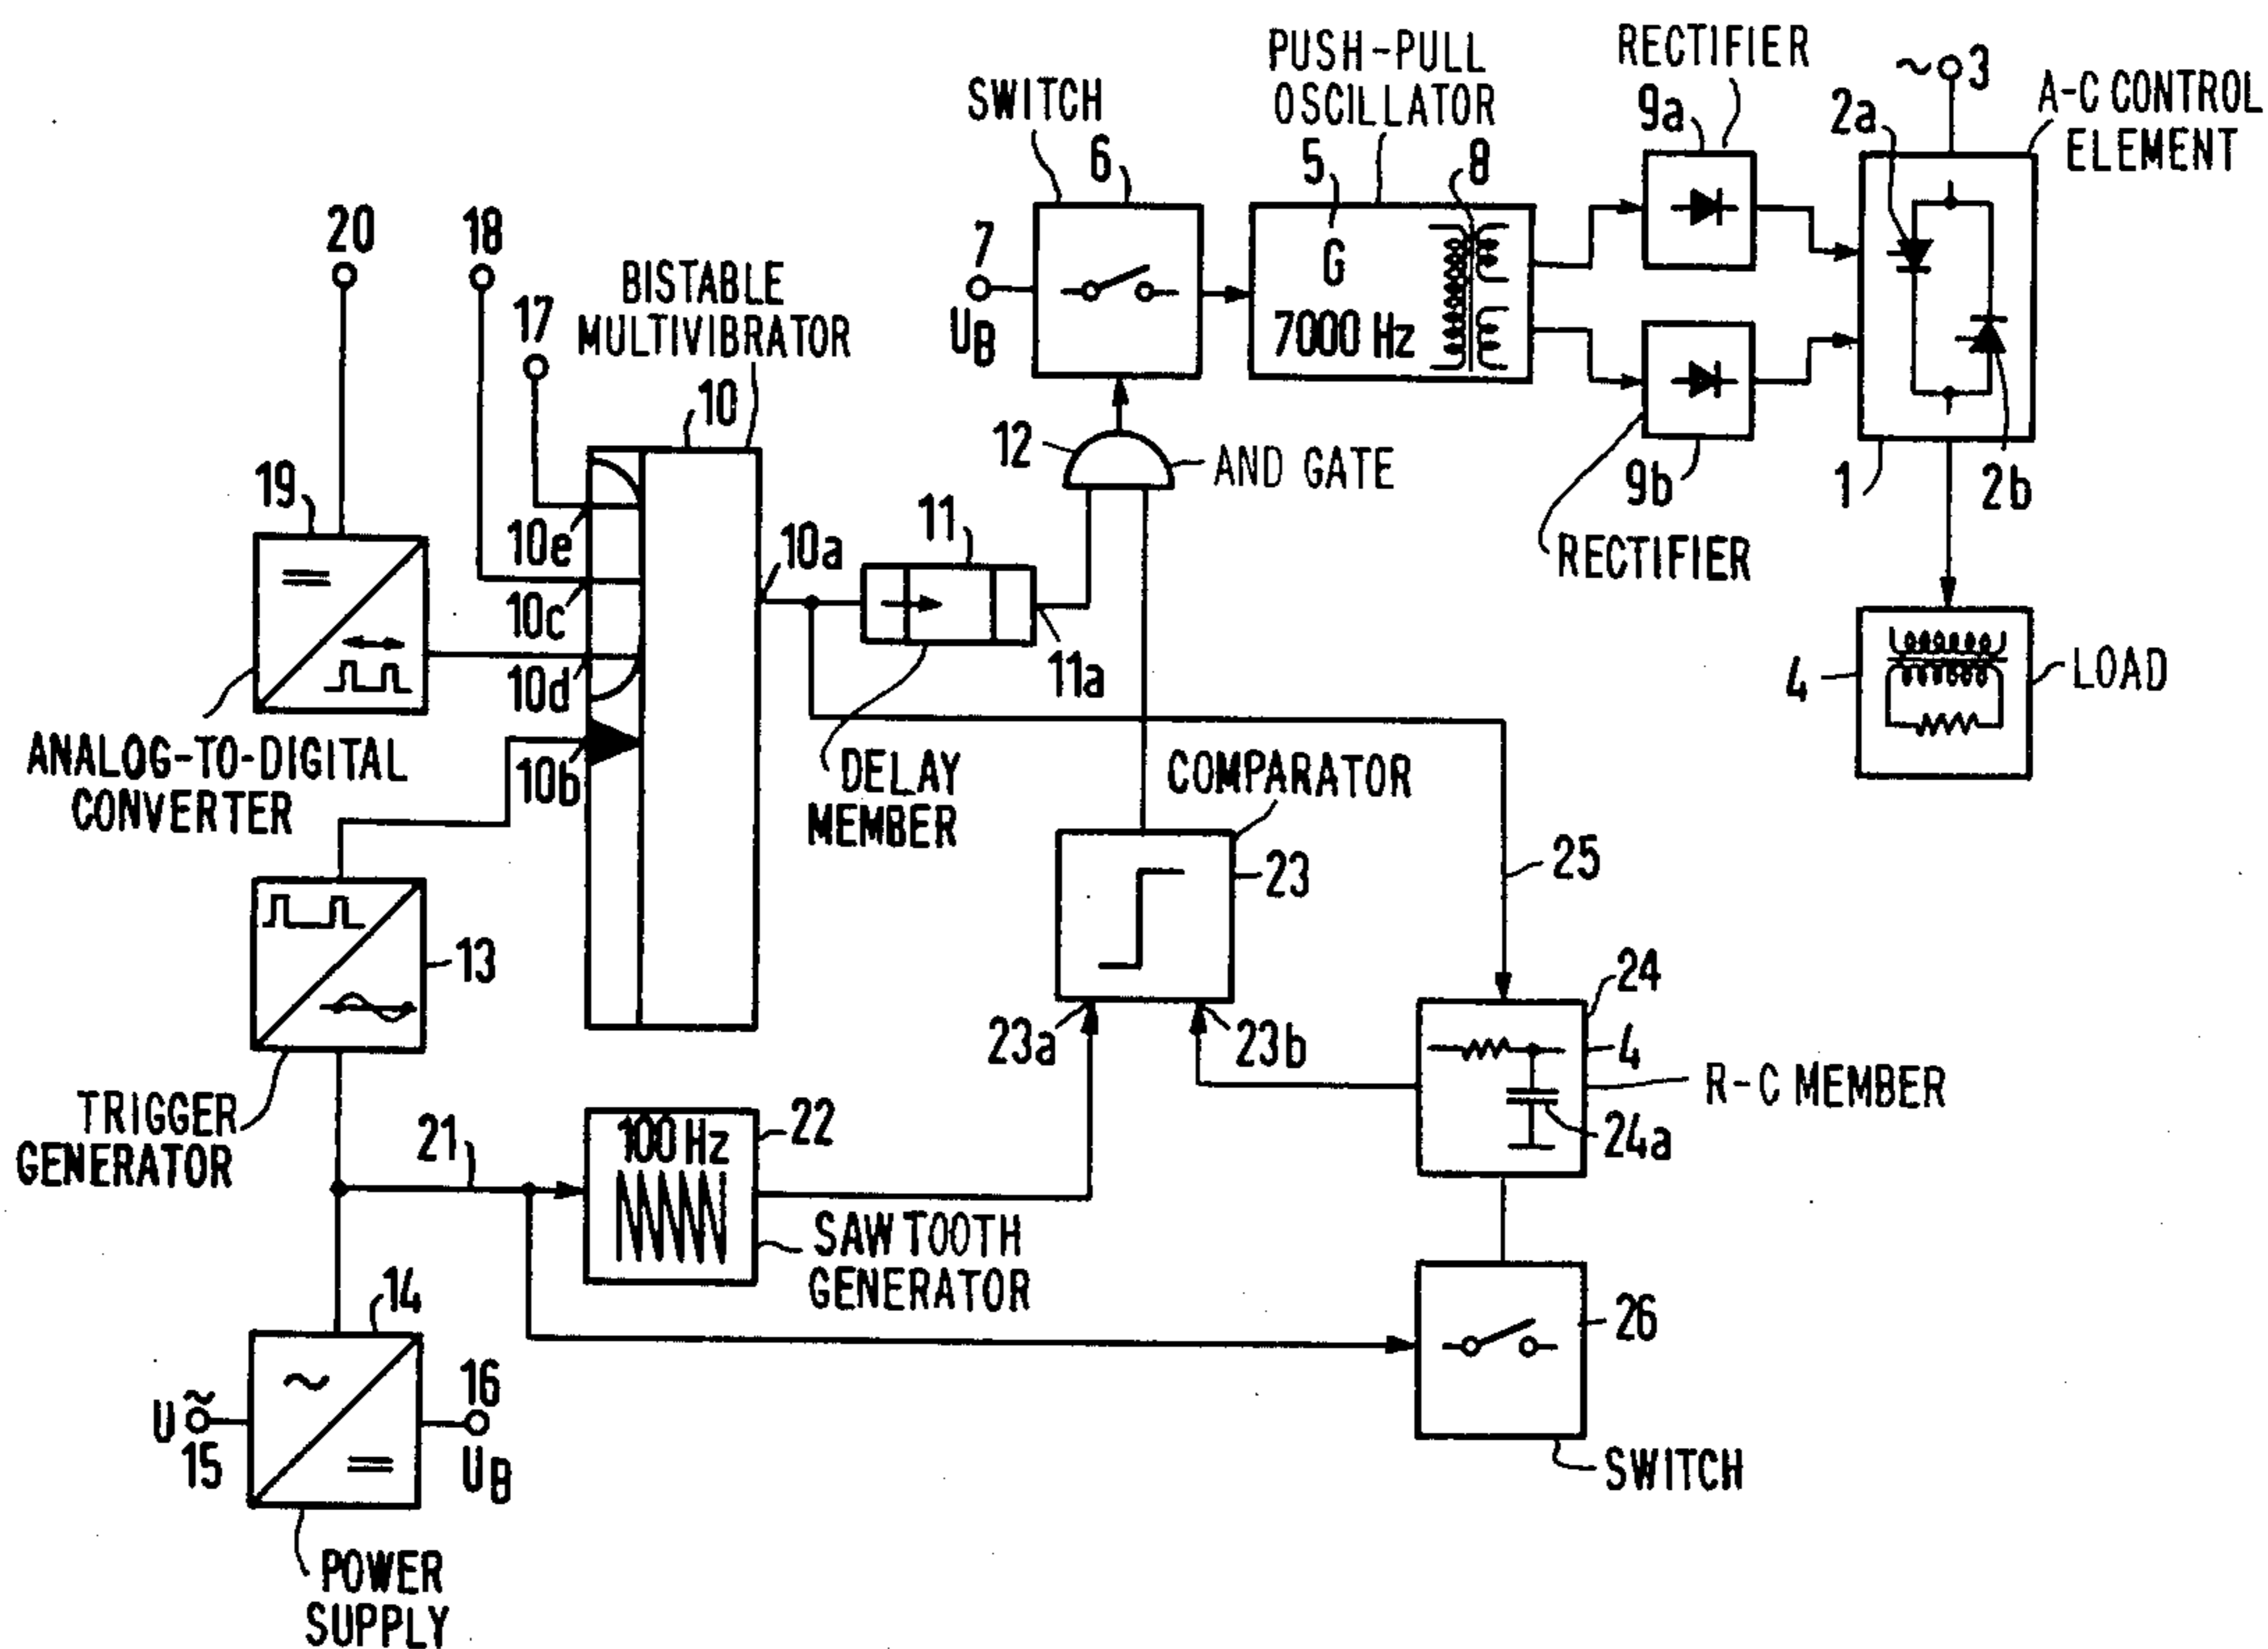 PUSH-PULL
OSCILLATOR
RECTIFIER
SWITCH
9a
~
3
A-C CONTROL
ELEMENT
2a
6
5
8
20
18
17
7
UB
G
7000 Hz
BISTABLE
MULTIVIBRATOR
10
12
AND GATE
9b
1
2b
RECTIFIER
19
10e
10a
11
10c
10d
11a
4
LOAD
10b
ANALOG-TO-DIGITAL
CONVERTER
DELAY
MEMBER
COMPARATOR
25
23
13
24
4
23a
23b
R-C MEMBER
24a
TRIGGER
GENERATOR
21
100 Hz
22
SAW TOOTH
GENERATOR
14
26
~
=
U ~
15
16
UB
SWITCH
POWER
SUPPLY